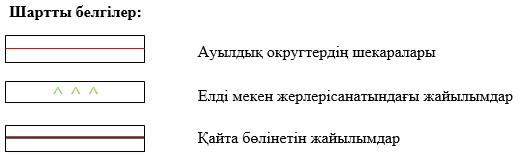 Шартты белгілер:
Ауылдық округтердің шекаралары
Елді мекен жерлерісанатындағы жайылымдар
Қайта бөлінетін жайылымдар